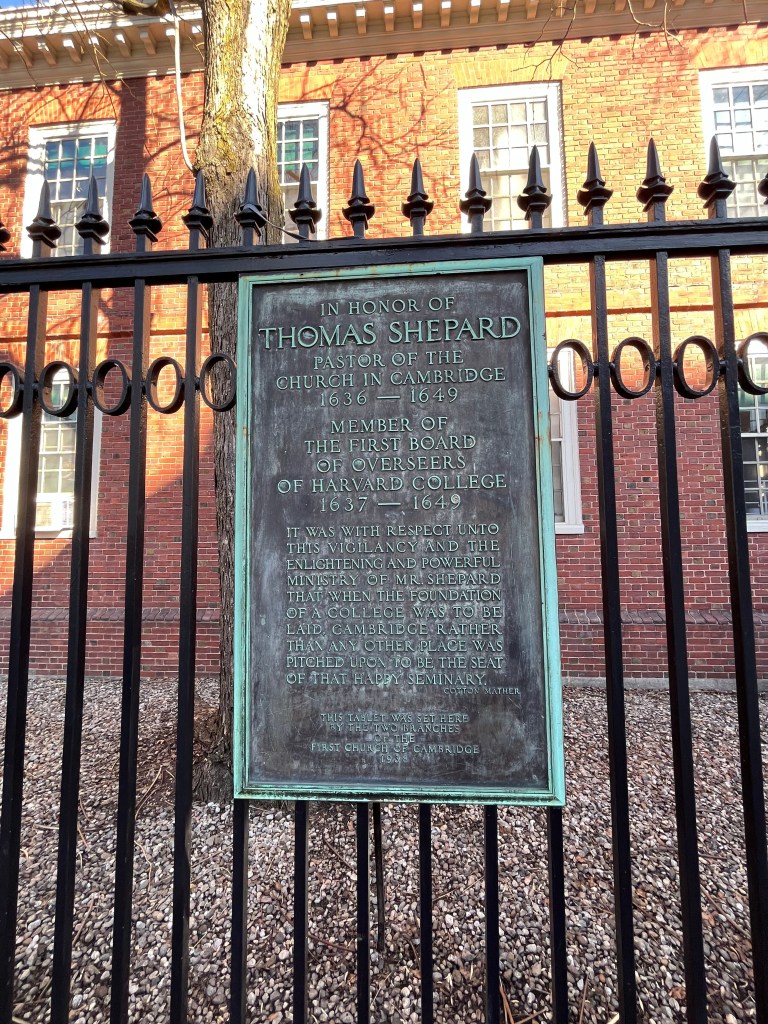 IN HONOR OF
THOMAS SHEPARD
PASTOR OF THE
CHURCH IN CAMBRIDGE
1636 — 1649
MEMBER OF
THE FIRST BOARD
OF OVERSEERS
OF HARVARD COLLEGE
1637 — 1649
IT WAS WITH RESPECT UNTO
THIS VIGILANCY AND THE
ENLIGHTENING AND POWERFUL
MINISTRY OF MR. SHEPARD
THAT WHEN THE FOUNDATION
OF A COLLEGE WAS TO BE
LAID, CAMBRIDGE RATHER
THAN ANY OTHER PLACE WAS
PITCHED UPON TO BE THE SEAT
OF THAT HAPPY SEMINARY.
COTTON MATHER
THIS TABLET WAS SET HERE
BY THE TWO BRANCHES
OF THE
FIRST CHURCH OF CAMBRIDGE